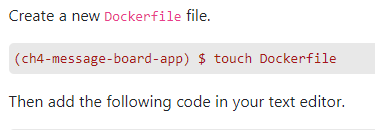 Create a new Dockerfile file.
(ch4-message-board-app) $ touch Dockerfile
Then add the following code in your text editor.